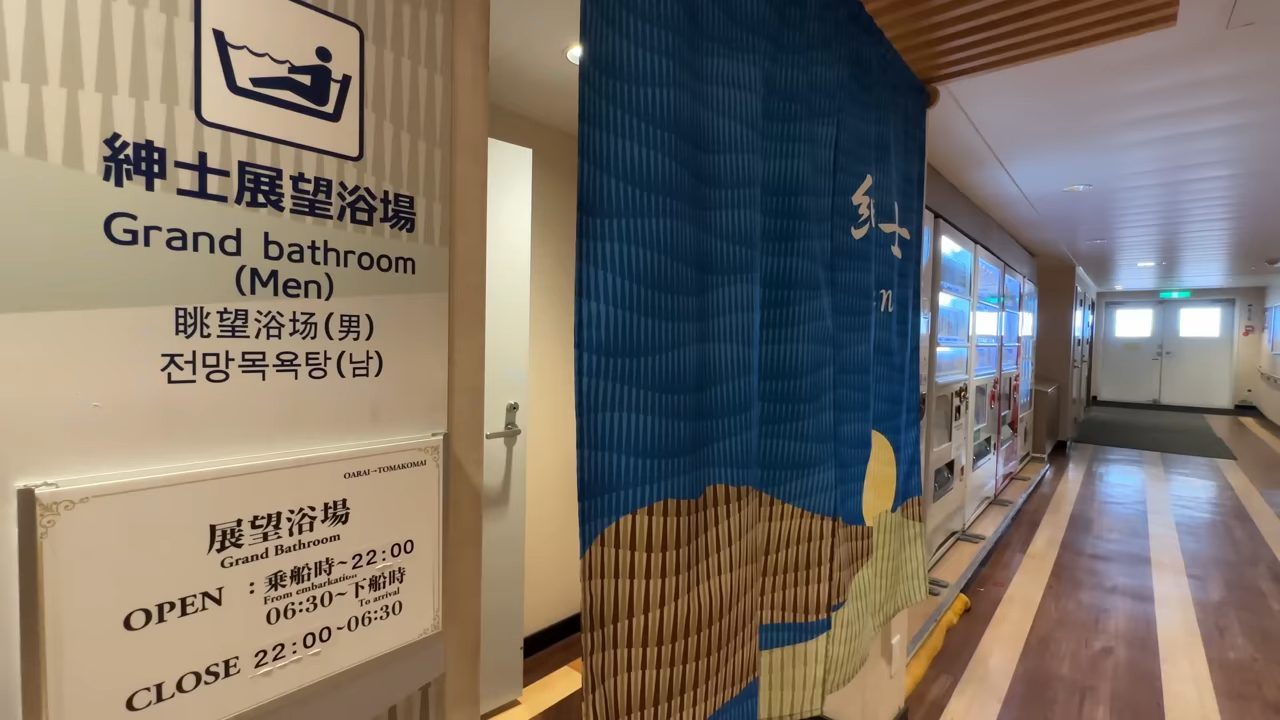 紳士展望浴場
Grand bathroom
(Men)
眺望浴场(男)
전망목욕탕(남)
OARAI→TOMAKOMAI
展望浴場
Grand Bathroom
OPEN : 乗船時~22:00
From embarkation
06:30~下船時
To arrival
CLOSE 22:00~06:30
紳士
n